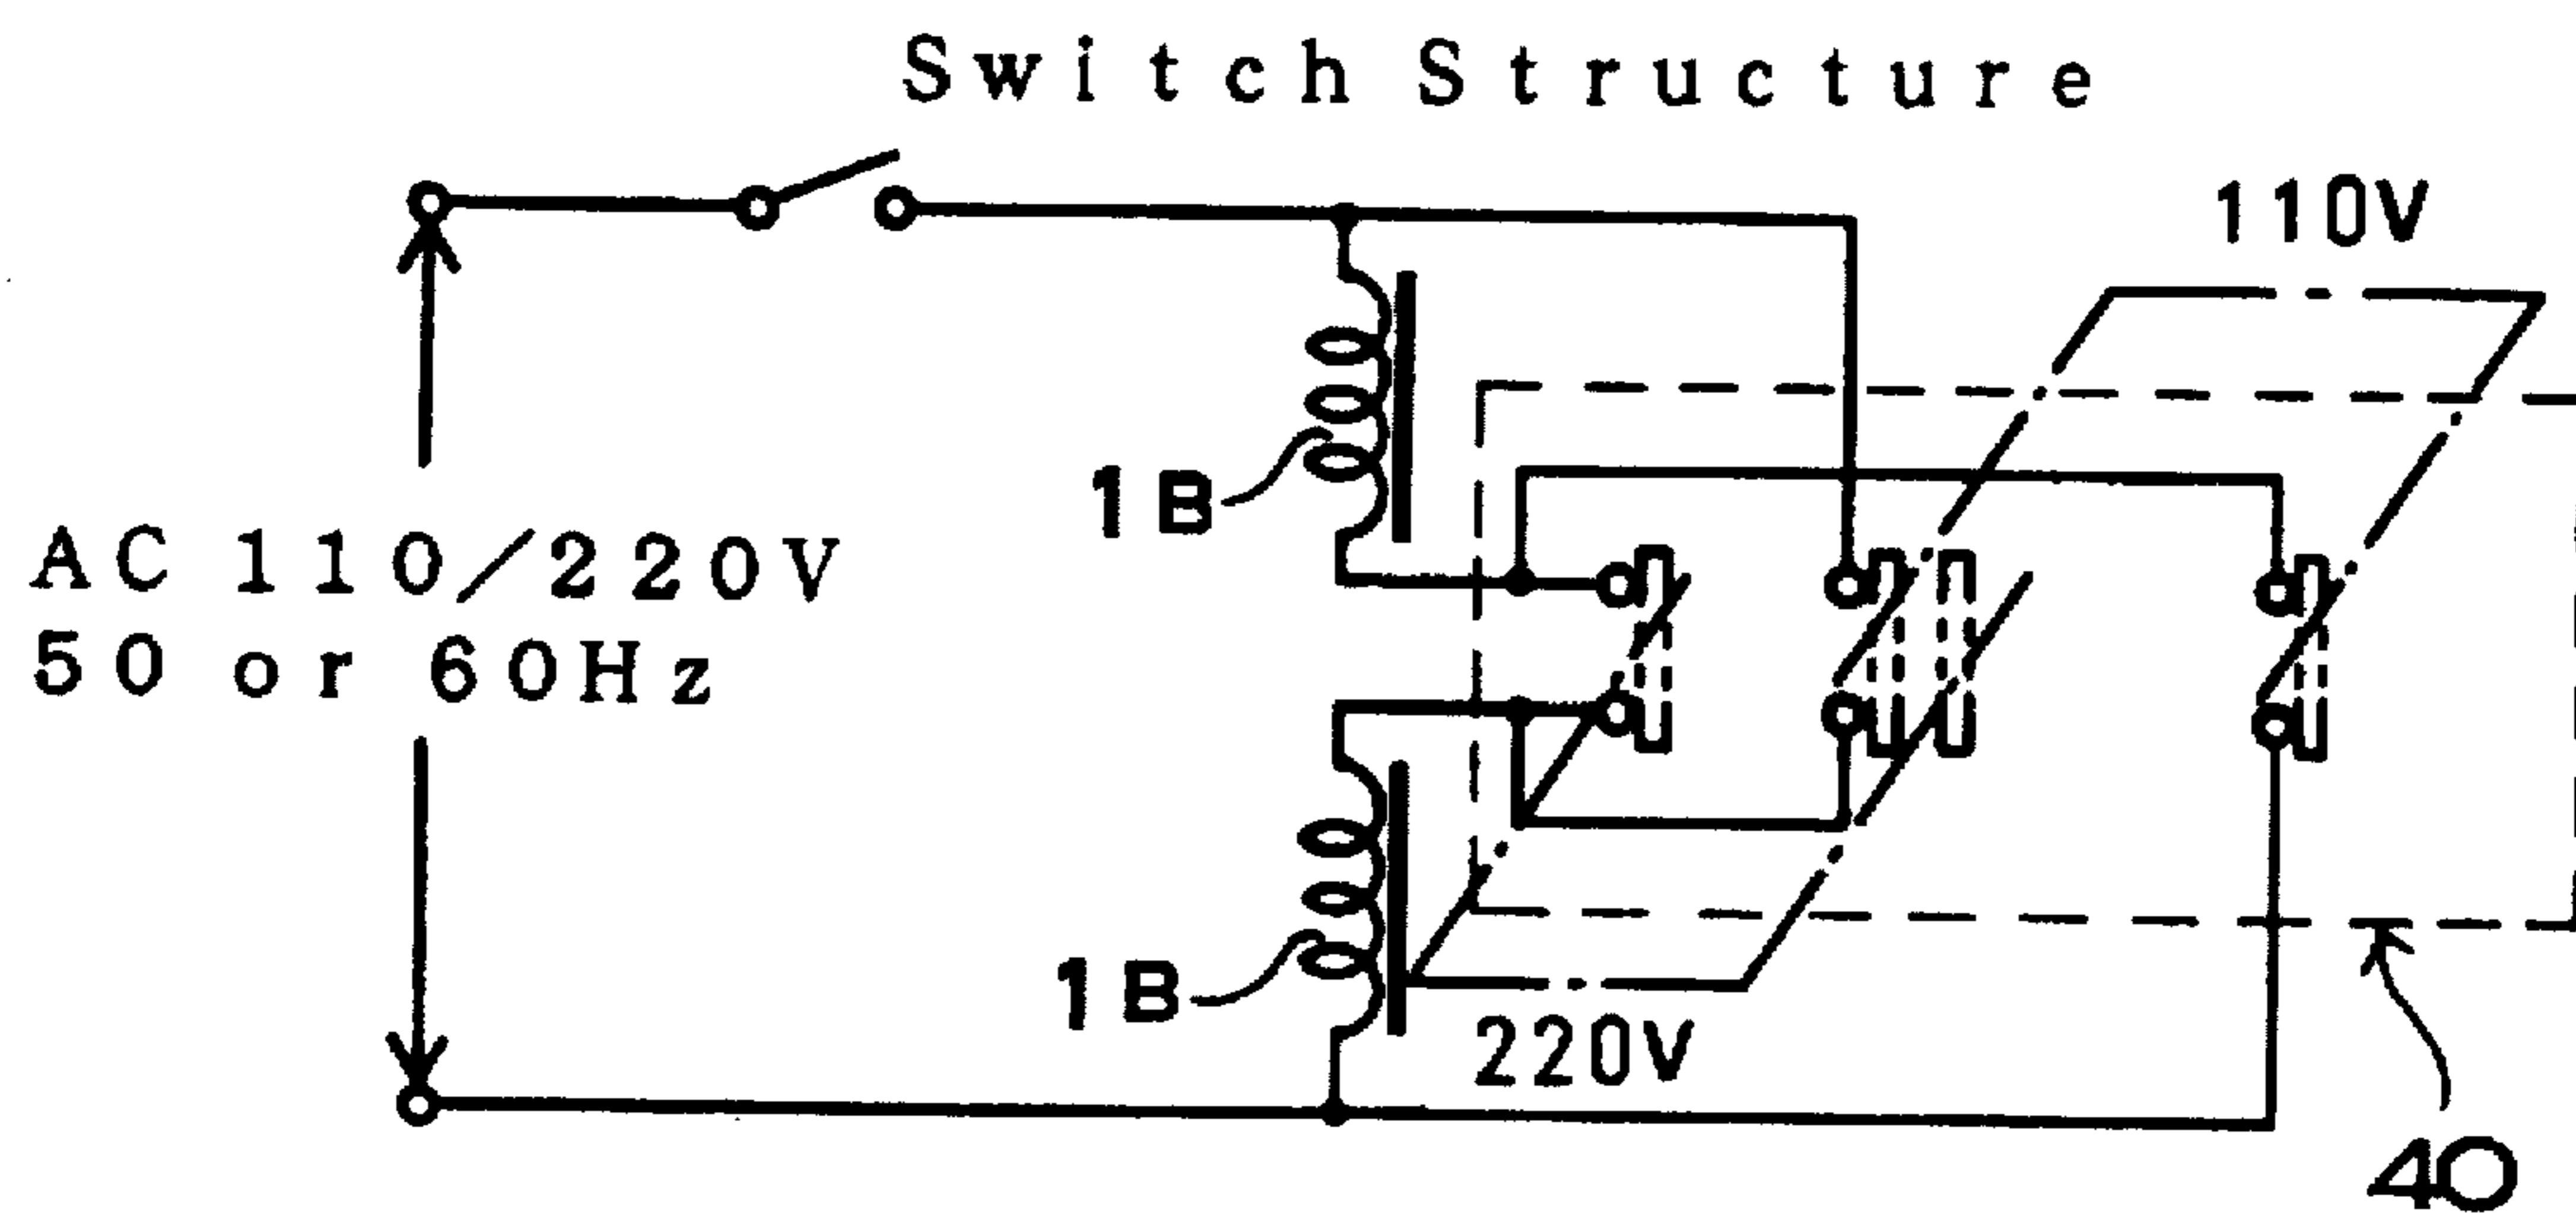 Switch Structure
110V
1B
AC 110/220V
50 or 60Hz
1B
220V
40